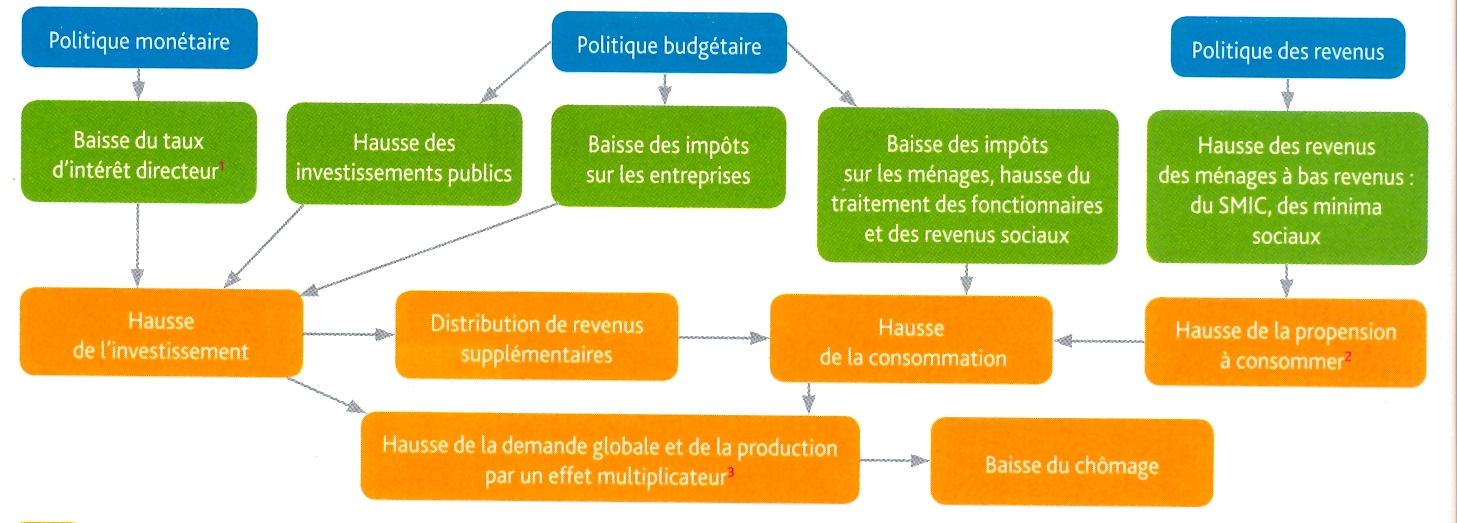 Politique monétaire
Politique budgétaire
Politique des revenus
Baisse du taux
d'intérêt directeur¹
Hausse des
investissements publics
Baisse des impôts
sur les entreprises
Baisse des impôts
sur les ménages, hausse du
traitement des fonctionnaires
et des revenus sociaux
Hausse des revenus
des ménages à bas revenus :
du SMIC, des minima
sociaux
Hausse
de l'investissement
Distribution de revenus
supplémentaires
Hausse
de la consommation
Hausse de la propension
à consommer²
Hausse de la demande globale et de la production
par un effet multiplicateur³
Baisse du chômage